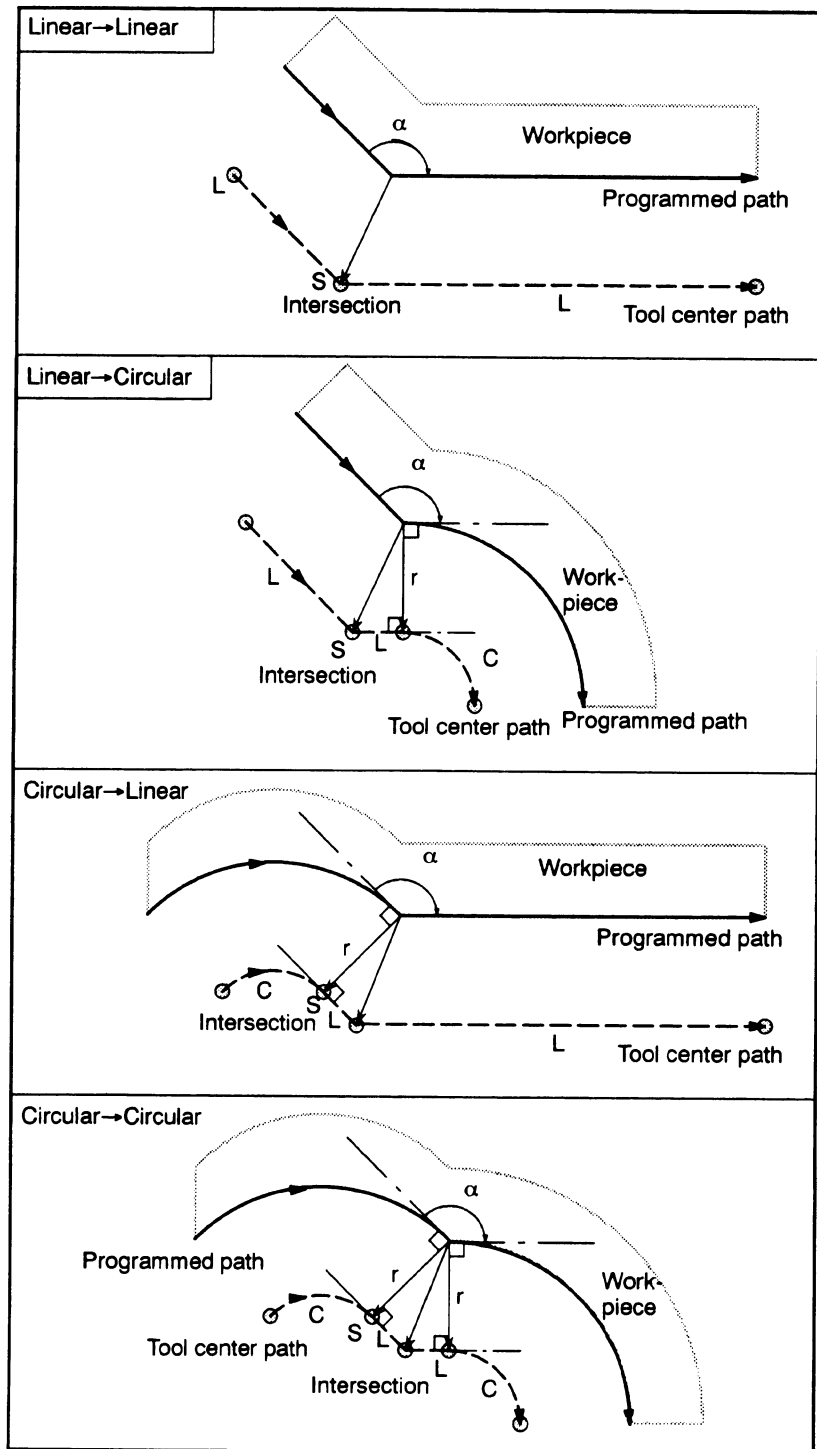 Linear→Linear
α
Workpiece
Programmed path
L
S
Intersection
L
Tool center path
Linear→Circular
α
Work-
piece
L
r
S
L
C
Intersection
Tool center path
Programmed path
Circular→Linear
α
Workpiece
Programmed path
r
C
S
Intersection
L
L
Tool center path
Circular→Circular
α
Programmed path
Work-
piece
r
r
C
S
L
Tool center path
L
Intersection
C